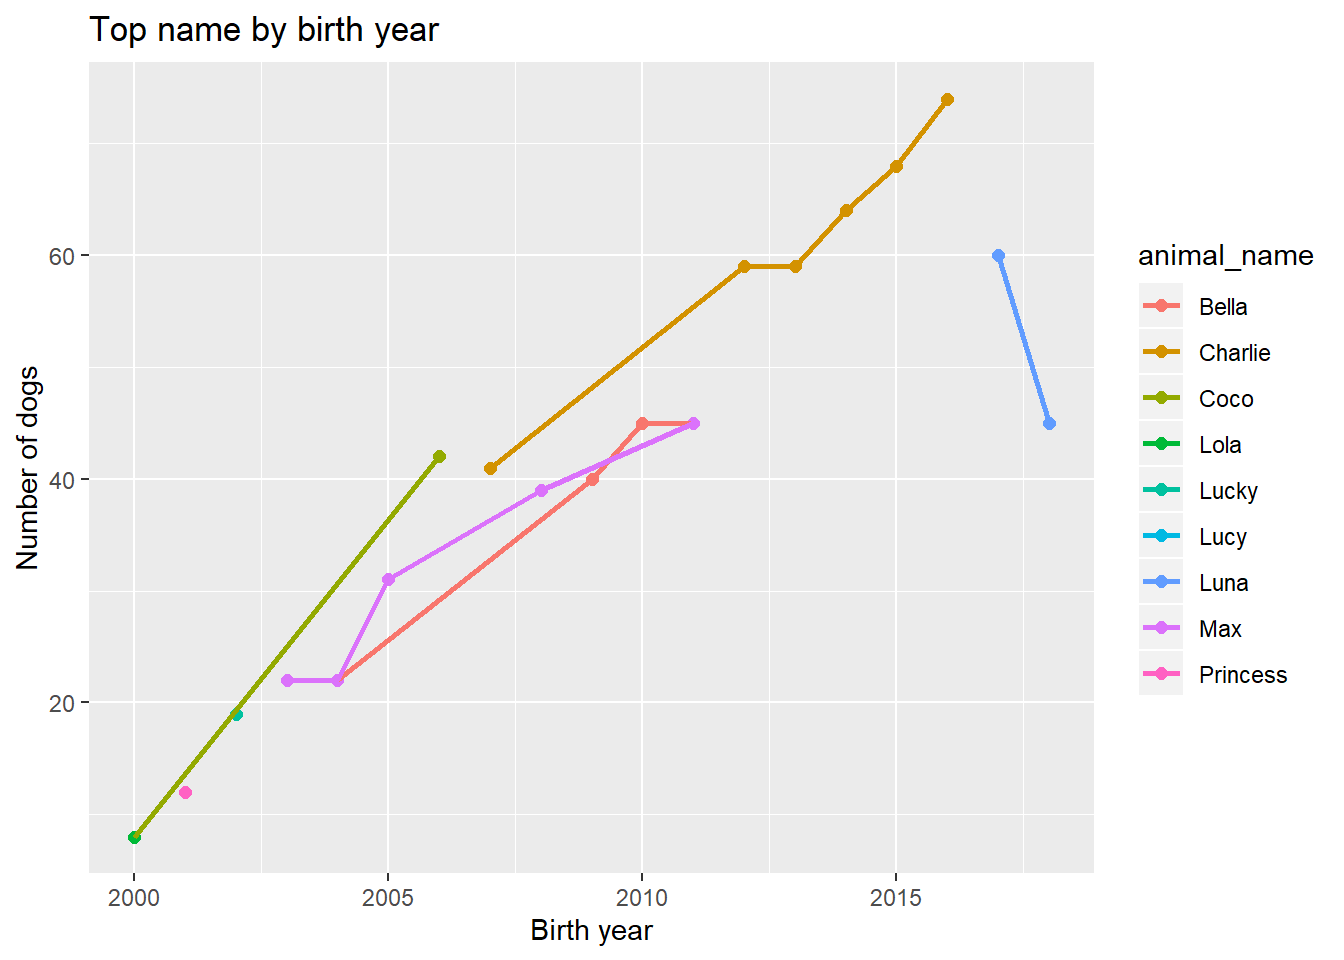 Top name by birth year
Number of dogs
60
40
20
2000
2005
2010
2015
Birth year
animal_name
Bella
Charlie
Coco
Lola
Lucky
Lucy
Luna
Max
Princess